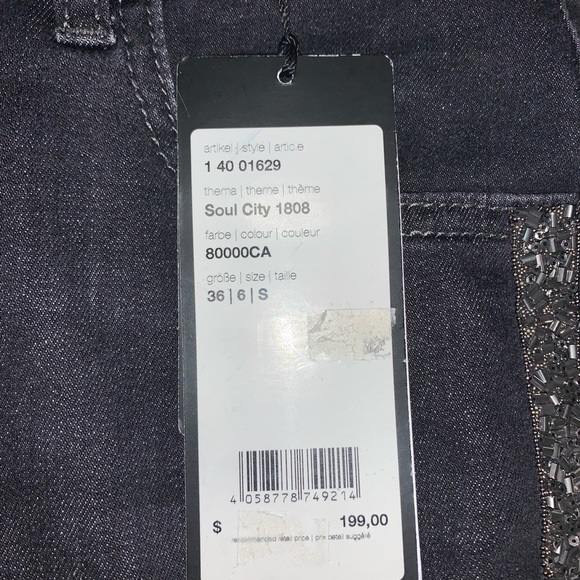 artikel | style | article
1 40 01629
thema | theme | thème
Soul City 1808
farbe | colour | couleur
80000CA
größe | size | taille
36 | 6 | S
4 058778 749214
$ 199,00
recommended retail price | prix detail suggéré